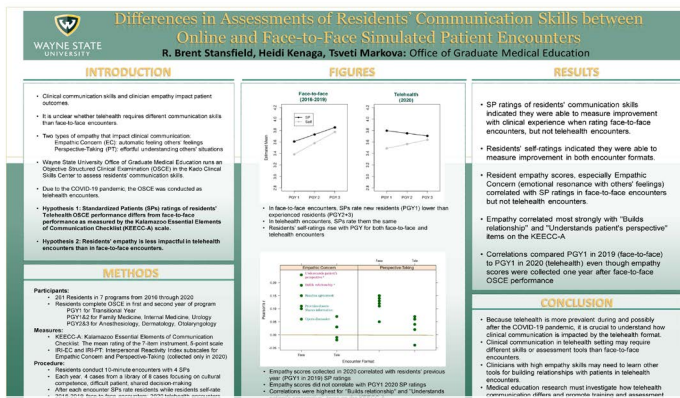 Differences in Assessments of Residents' Communication Skills between
Online and Face-to-Face Simulated Patient Encounters
R. Brent Stansfield, Heidi Kenaga, Tsveti Markova: Office of Graduate Medical Education
WAYNE STATE
UNIVERSITY
INTRODUCTION
• Clinical communication skills and clinician empathy impact patient
outcomes.
• It is unclear whether telehealth requires different communication skills
than face-to-face encounters.
• Two types of empathy that impact clinical communication:
Empathic Concern (EC): automatic feeling others' feelings
Perspective-Taking (PT): effortful understanding others' situations
• Wayne State University Office of Graduate Medical Education runs an
Objective Structured Clinical Examination (OSCE) in the Kado Clinical
Skills Center to assess residents' communication skills.
• Due to the COVID-19 pandemic, the OSCE was conducted as
telehealth encounters.
• Hypothesis 1: Standardized Patients (SPs) ratings of residents'
Telehealth OSCE performance differs from face-to-face
performance as measured by the Kalamazoo Essential Elements
of Communication Checklist (KEECC-A) scale.
• Hypothesis 2: Residents' empathy is less impactful in telehealth
encounters than in face-to-face encounters.
METHODS
Participants:
• 261 Residents in 7 programs from 2018 through 2020
• Residents complete OSCE in first and second year of program
PGY1 for Transitional Year
PGY1&2 for Family Medicine, Internal Medicine, Urology
PGY2&3 for Anesthesiology, Dermatology, Otolaryngology
Measures:
• KEECC-A: Kalamazoo Essential Elements of Communication
Checklist: The mean rating of the 7-item instrument, 5-point scale
• IRI-EC and IRI-PT: Interpersonal Reactivity Index subscales for
Empathic Concern and Perspective-Taking (collected only in 2020)
Procedure:
• Residents conduct 10-minute encounters with 4 SPs
• Each year, 4 cases from a library of 8 cases focusing on cultural
competence, difficult patient, shared decision-making
• After each encounter SPs rate residents while residents self-rate
• 2018-2019 face-to-face encounters, 2020 telehealth encounters
FIGURES
Face-to-face
(2018-2019)
Telehealth
(2020)
SP
Self
Estimated Mean
PGY 1 PGY 2 PGY 3
PGY 1 PGY 2 PGY 3
• In face-to-face encounters, SPs rate new residents (PGY1) lower than
experienced residents (PGY2+3)
• In telehealth encounters, SPs rate them the same
• Residents' self-ratings rise with PGY for both face-to-face and
telehealth encounters
Empathic Concern
Perspective Taking
Encounter Format
• Empathy scores collected in 2020 correlated with residents' previous
year (PGY1 in 2019) SP ratings
• Empathy scores did not correlate with PGY1 2020 SP ratings
• Correlations were highest for "Builds relationship" and "Understands
RESULTS
• SP ratings of residents' communication skills
indicated they were able to measure improvement
with clinical experience when rating face-to-face
encounters, but not telehealth encounters.
• Residents' self-ratings indicated they were able to
measure improvement in both encounter formats.
• Resident empathy scores, especially Empathic
Concern (emotional resonance with others' feelings)
correlated with SP ratings in face-to-face encounters
but not telehealth encounters.
• Empathy correlated most strongly with "Builds
relationship" and "Understands patient's perspective"
items on the KEECC-A
• Correlations compared PGY1 in 2019 (face-to-face)
to PGY1 in 2020 (telehealth) even though empathy
scores were collected one year after face-to-face
OSCE performance
CONCLUSION
• Because telehealth is more prevalent during and possibly
after the COVID-19 pandemic, it is crucial to understand how
clinical communication is impacted by the telehealth format.
• Clinical communication in telehealth setting may require
different skills or assessment tools than face-to-face
encounters.
• Clinicians with high empathy skills may need to learn other
tools for building relationships with patients in telehealth
encounters.
• Medical education research must investigate how telehealth
communication differs and promote training and assessment